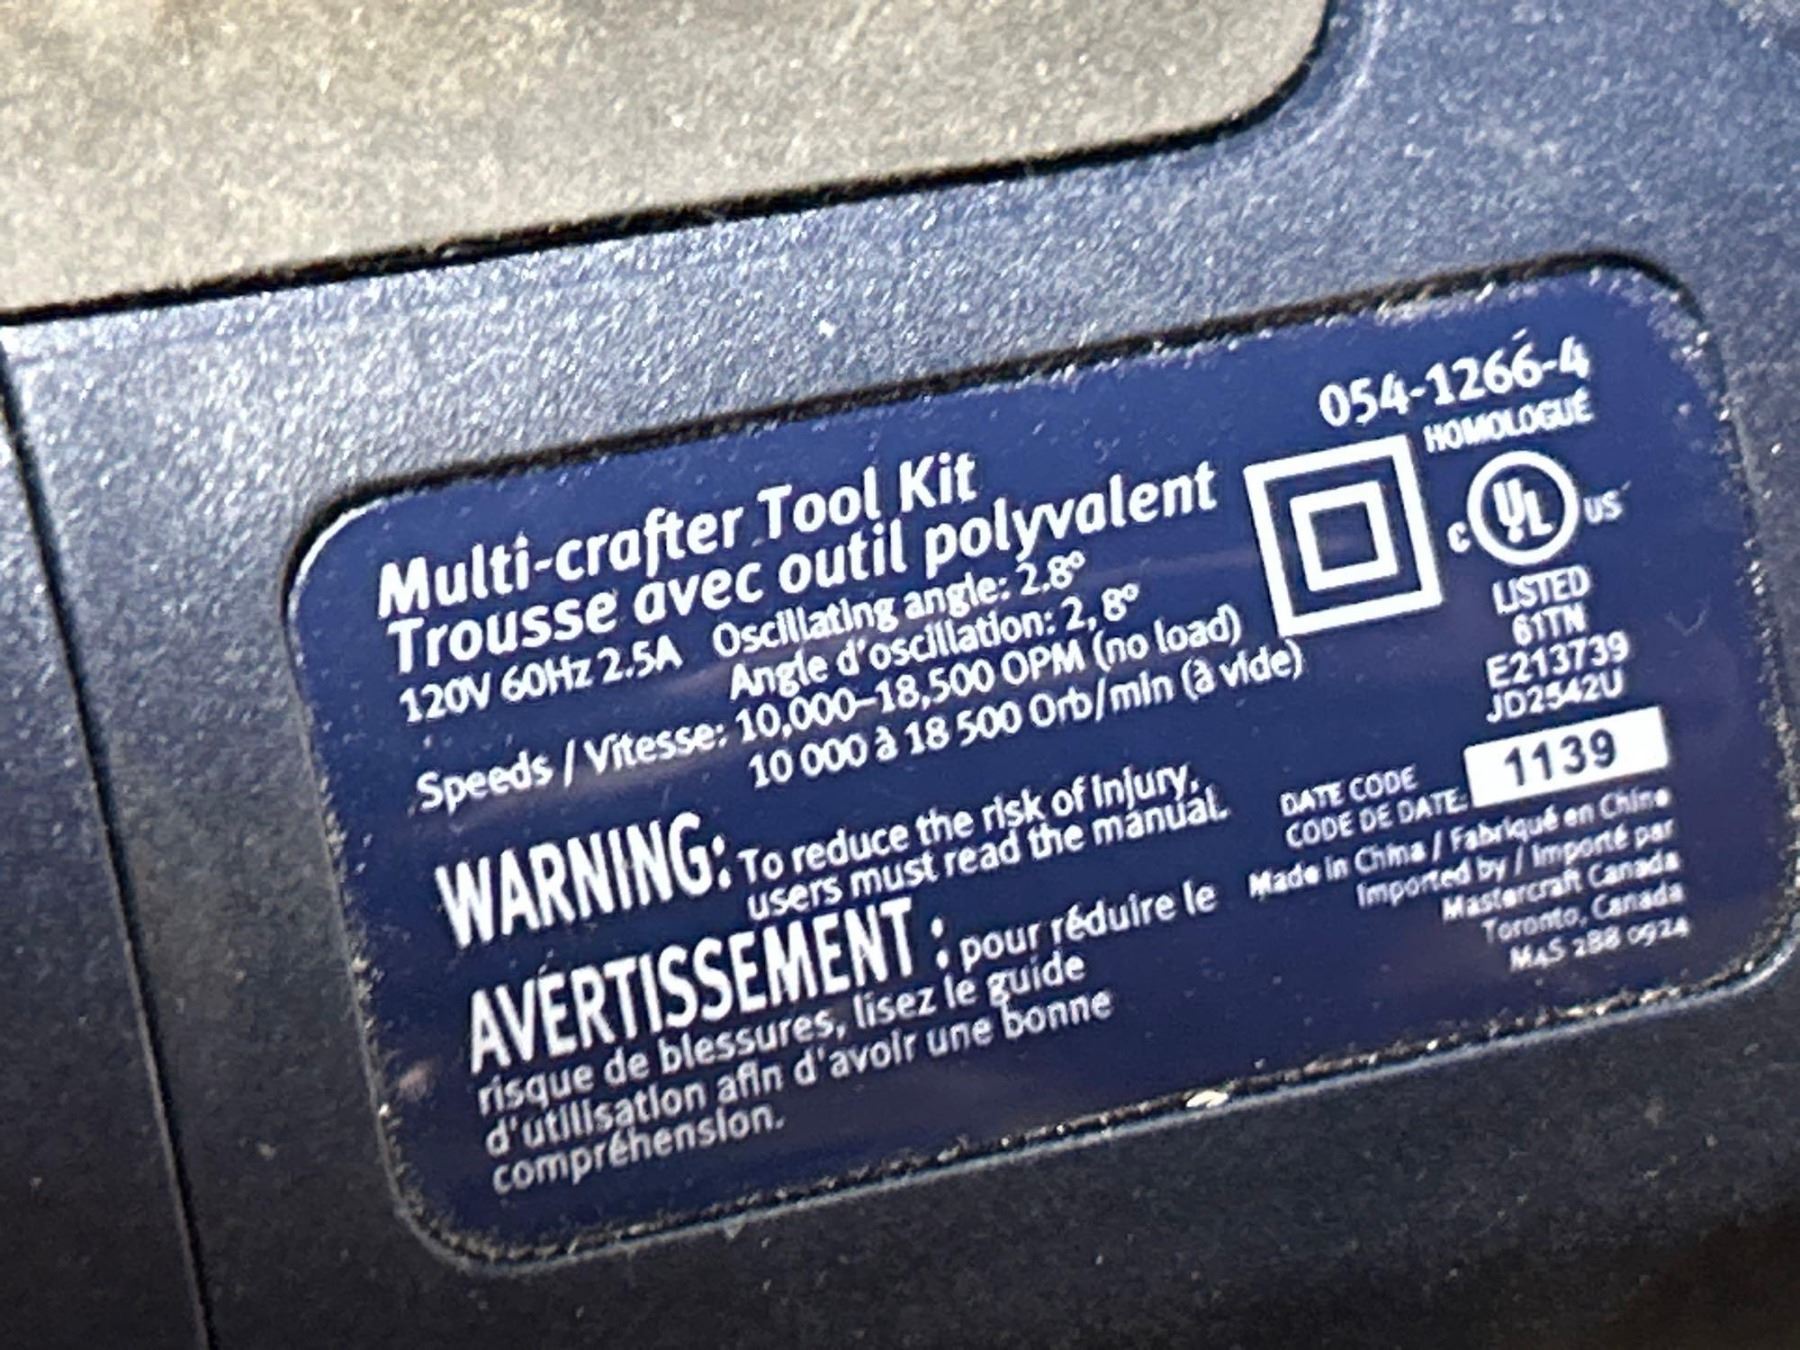 054-1266-4
HOMOLOGUÉ
Multi-crafter Tool Kit
Trousse avec outil polyvalent
120V 60Hz 2.5A Oscillating angle: 2.8°
Angle d'oscillation: 2, 8°
Speeds / Vitesse: 10,000–18,500 OPM (no load)
10 000 à 18 500 Orb/min (à vide)
C UL US
LISTED
61TN
E213739
JD2542U
WARNING: To reduce the risk of injury,
users must read the manual.
AVERTISSEMENT : pour réduire le
risque de blessures, lisez le guide
d'utilisation afin d'avoir une bonne
compréhension.
DATE CODE
CODE DE DATE: 1139
Made in China / Fabriqué en Chine
Imported by / Importé par
Mastercraft Canada
Toronto, Canada
M4S 2B8 0924